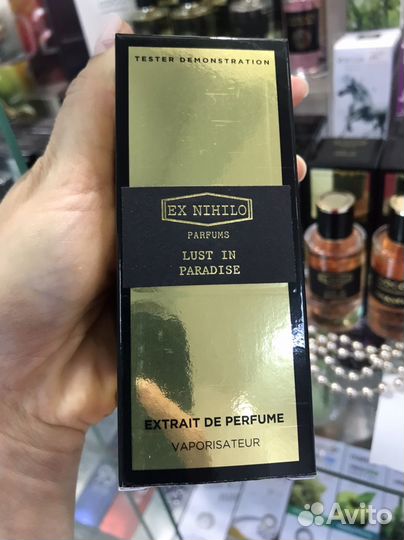 TESTER DEMONSTRATION
EX NIHILO
PARFUMS
LUST IN
PARADISE
EXTRAIT DE PERFUME
VAPORISATEUR
Avito